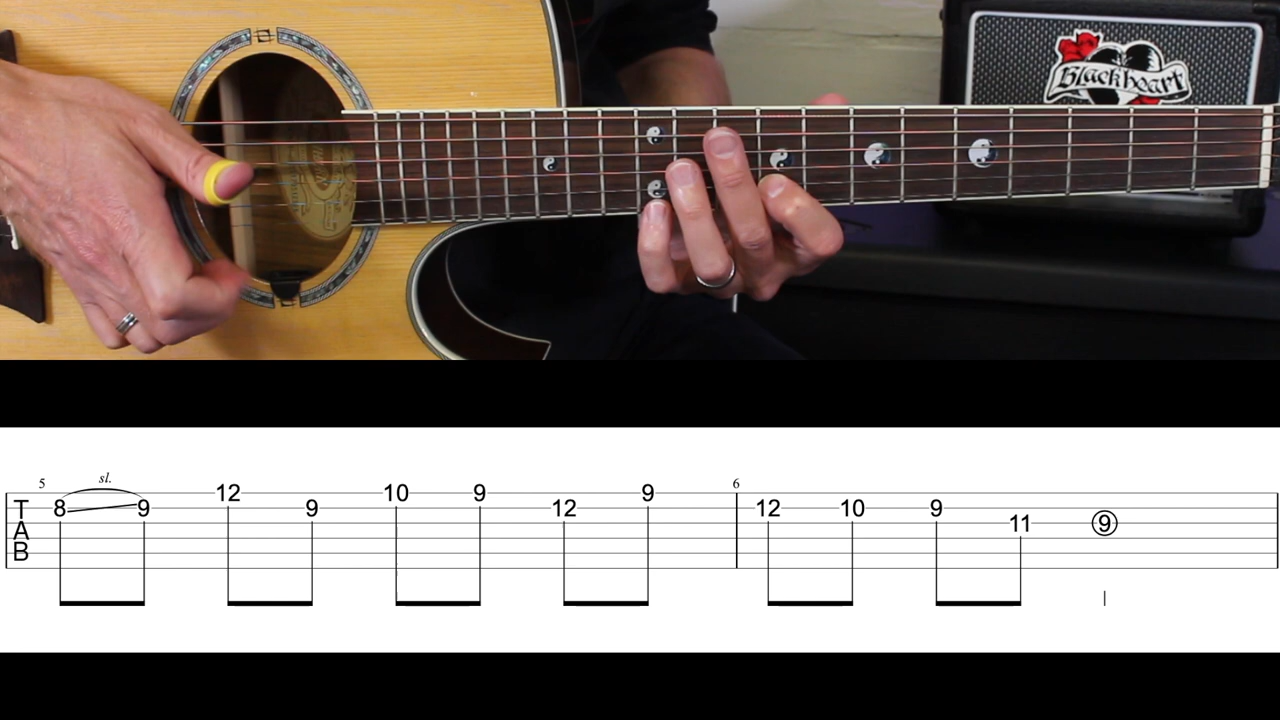 Blackheart
5 sl. 6
12 10 9 9
8 9 9 12 12 10 9
11 9
T
A
B